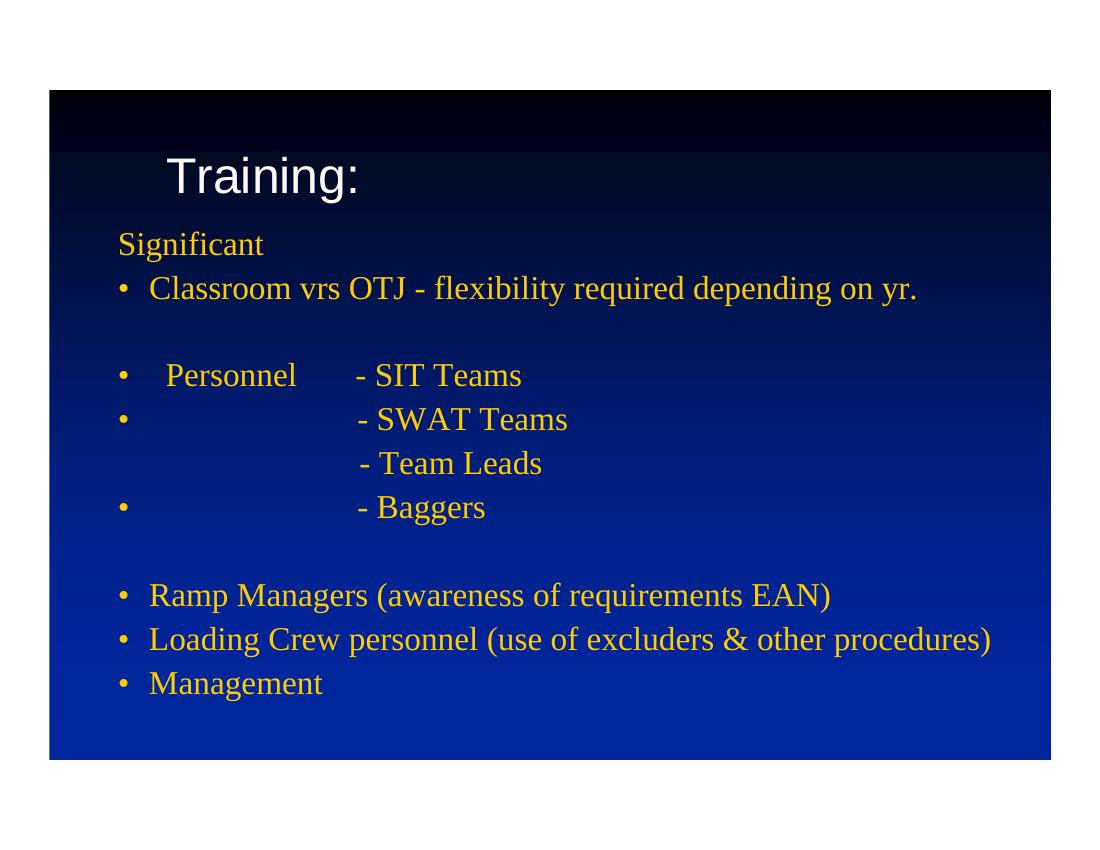 Training:
Significant
• Classroom vrs OTJ - flexibility required depending on yr.
• Personnel - SIT Teams
• - SWAT Teams
- Team Leads
• - Baggers
• Ramp Managers (awareness of requirements EAN)
• Loading Crew personnel (use of excluders & other procedures)
• Management